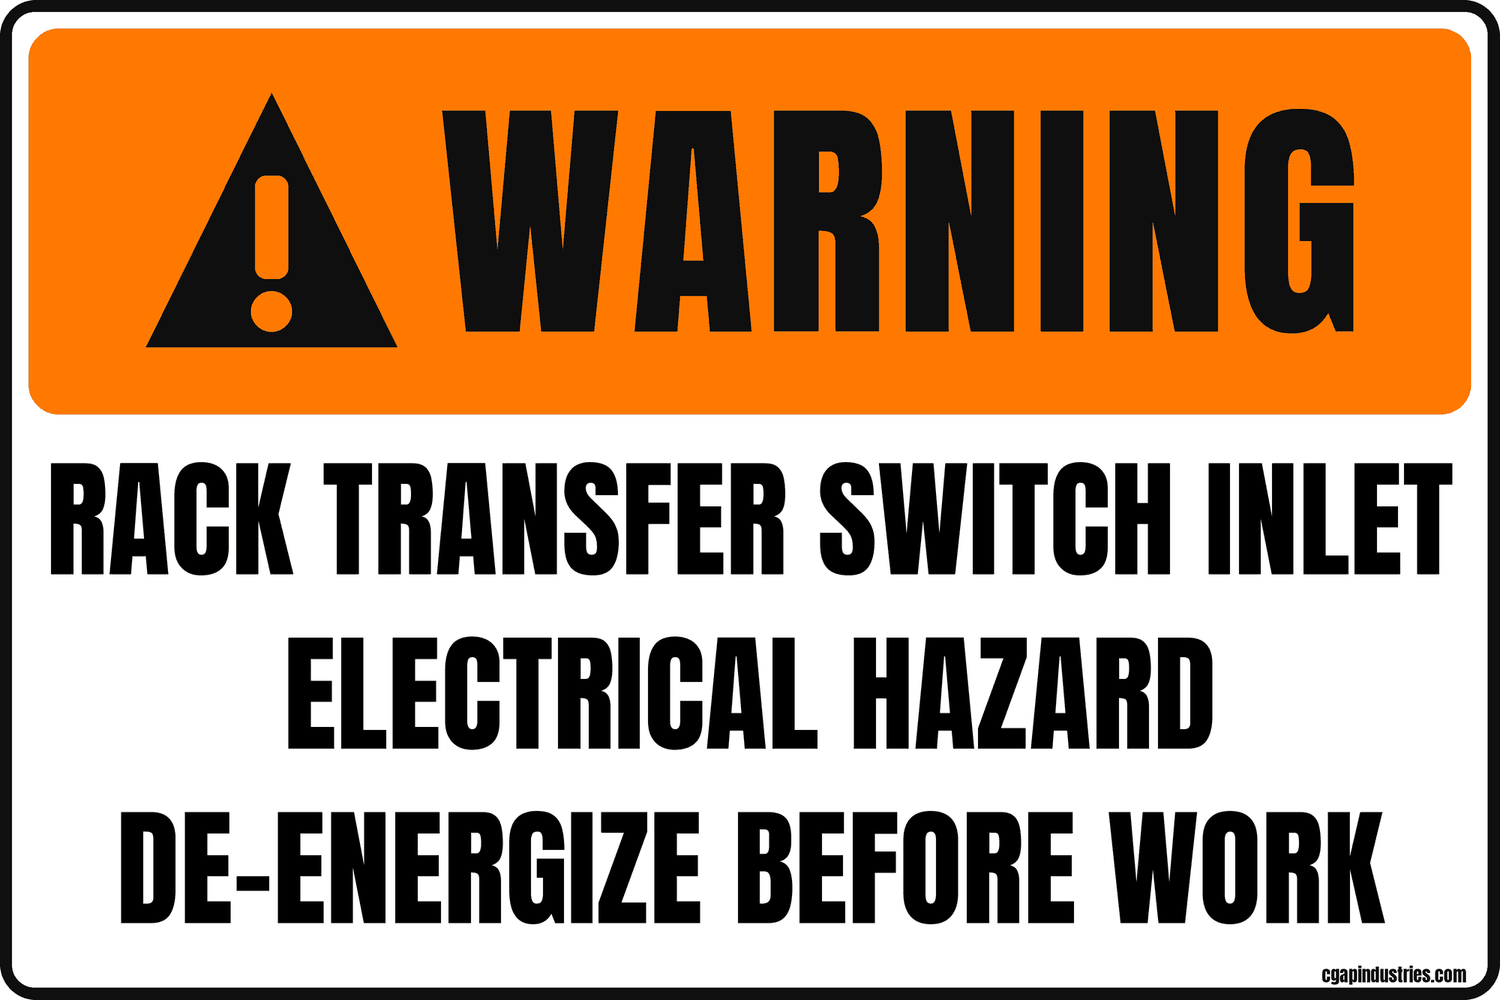 WARNING
RACK TRANSFER SWITCH INLET
ELECTRICAL HAZARD
DE-ENERGIZE BEFORE WORK
cgapindustries.com